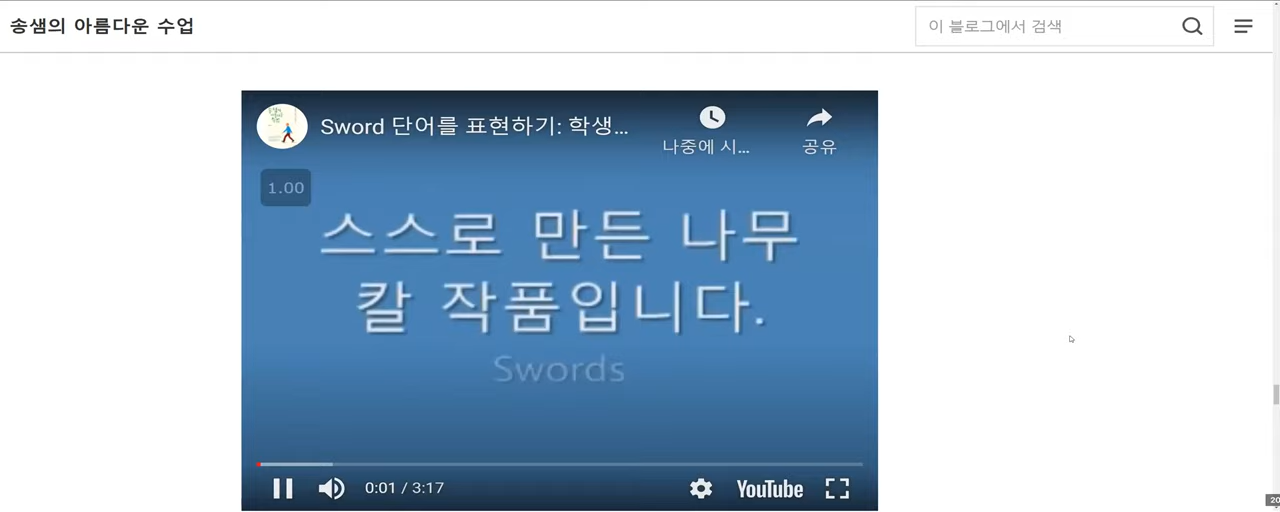 송샘의 아름다운 수업
이 블로그에서 검색
Sword 단어를 표현하기: 학생...
나중에 시...
공유
1.00
스스로 만든 나무
칼 작품입니다.
Swords
0:01 / 3:17
YouTube
20